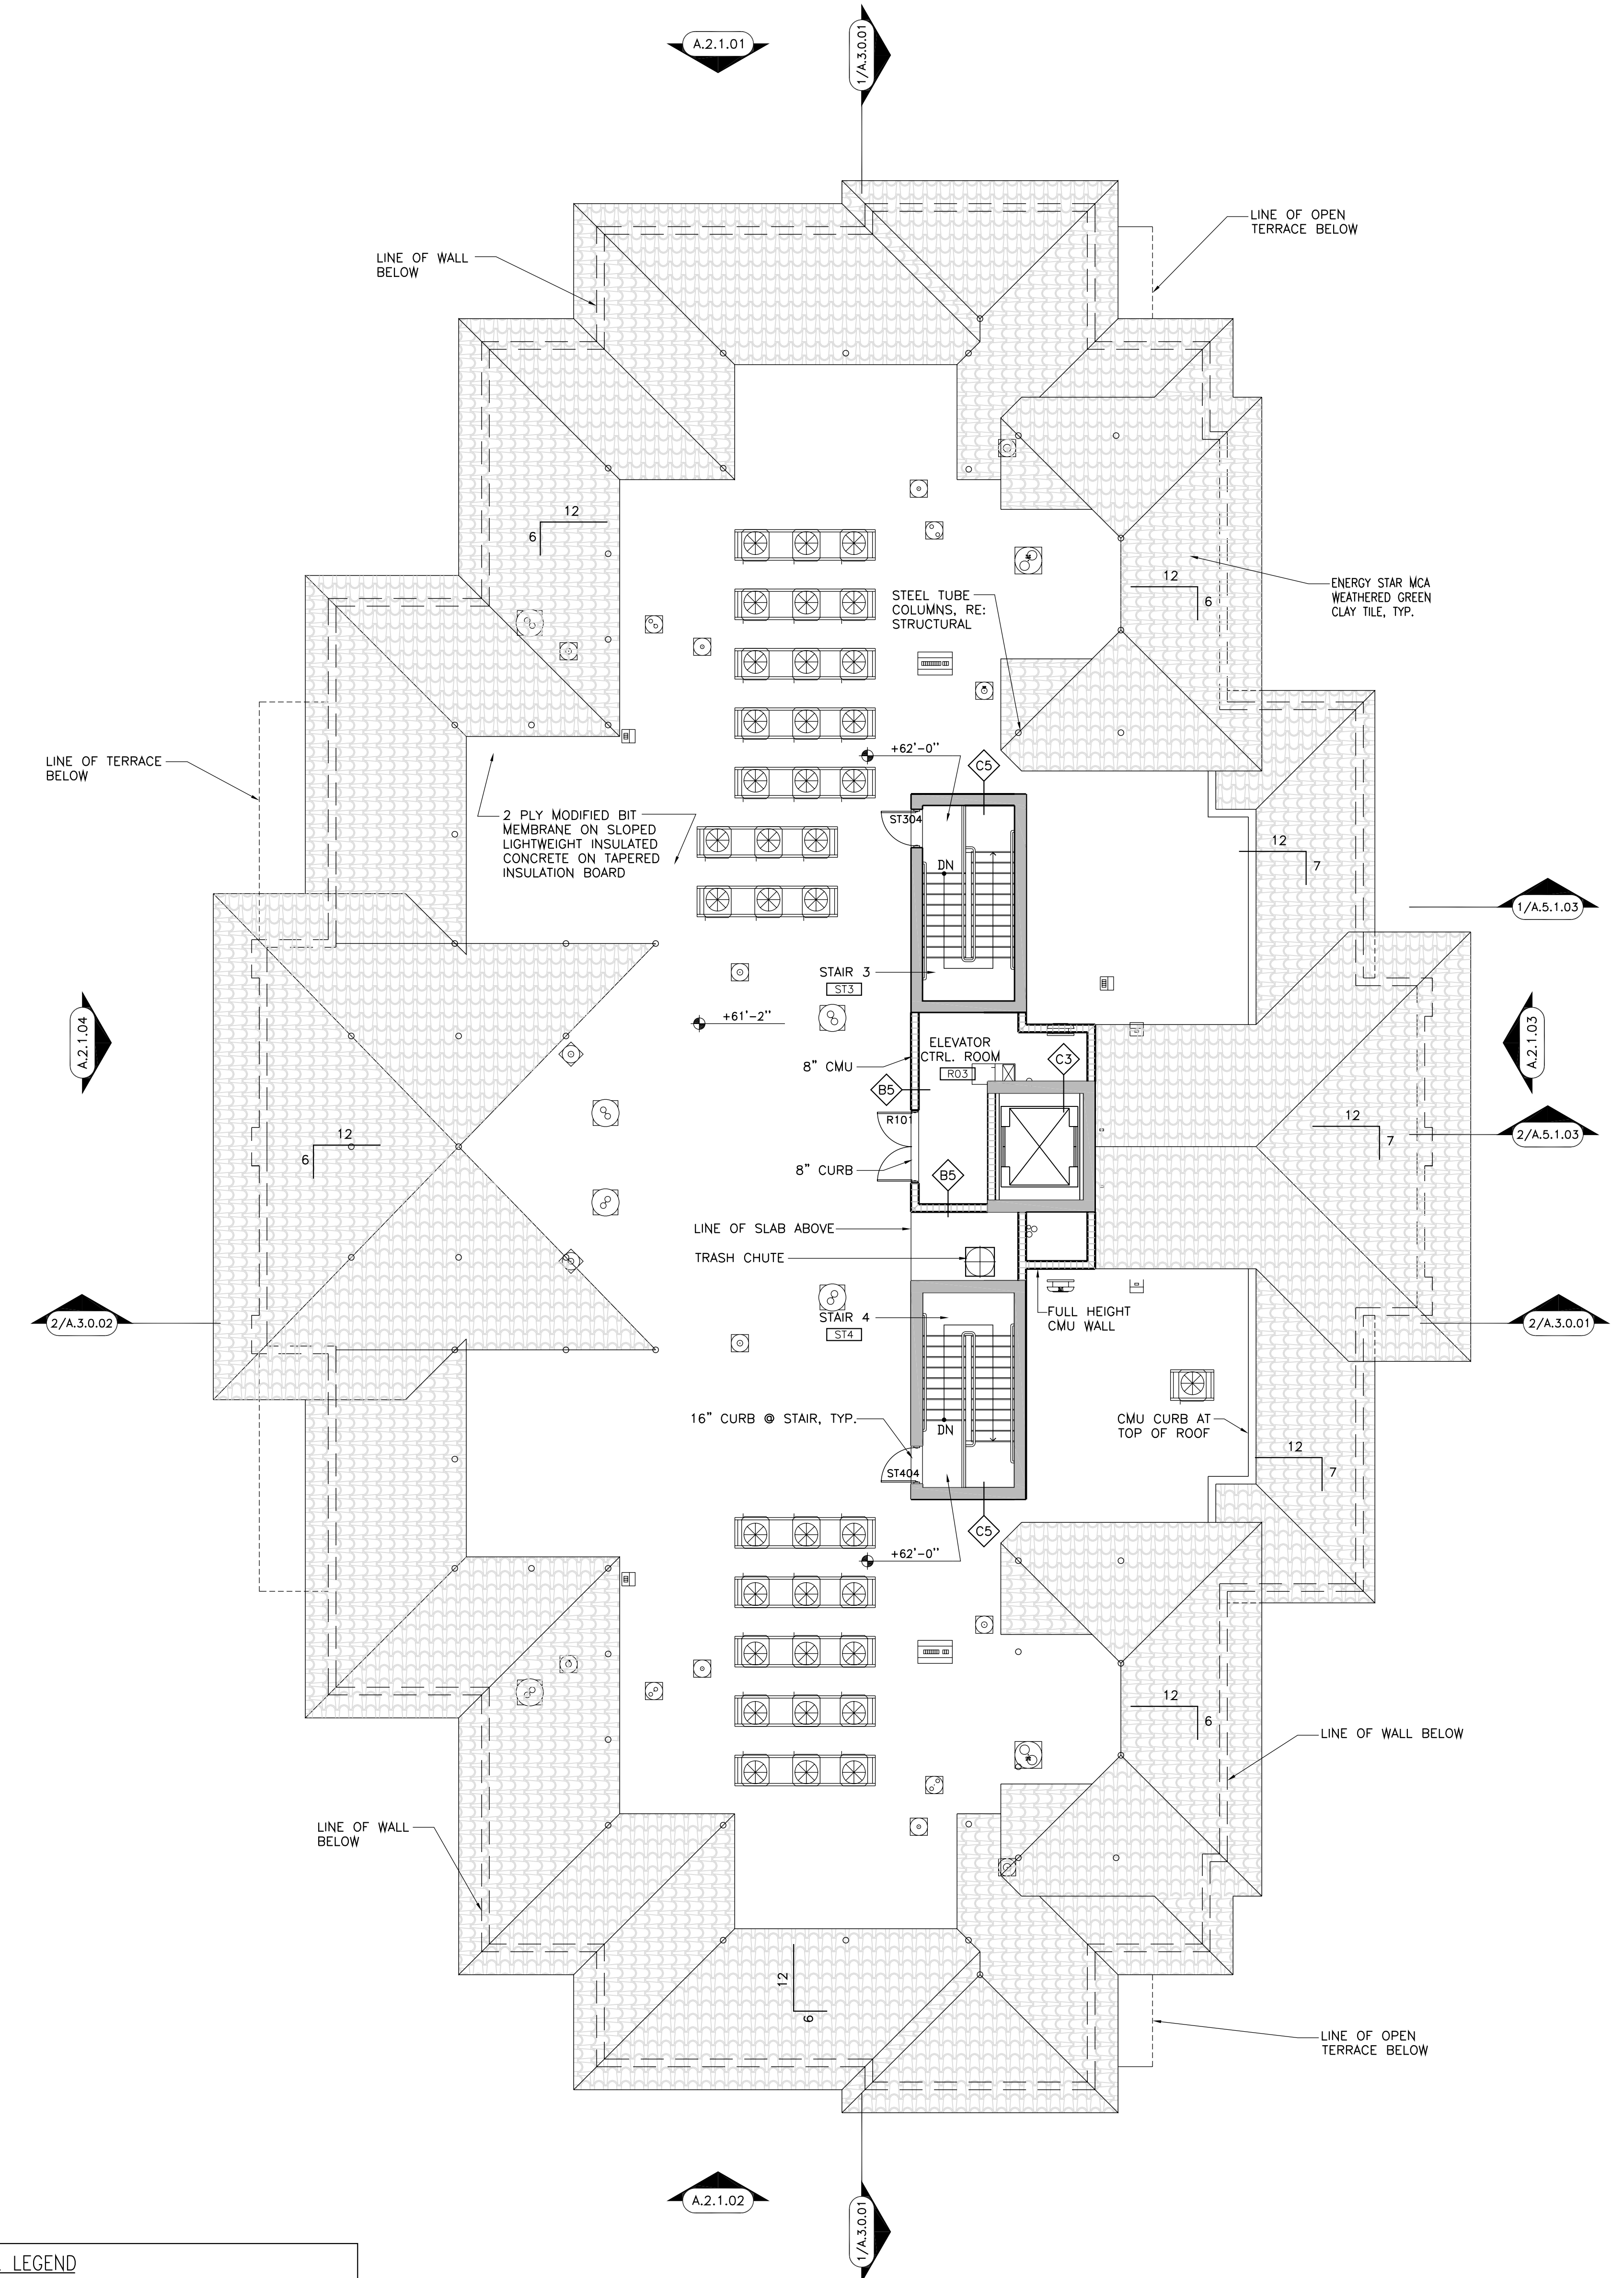 A.2.1.01
1/A.3.0.01
LINE OF OPEN
TERRACE BELOW
LINE OF WALL
BELOW
12
6
12
6
ENERGY STAR MCA
WEATHERED GREEN
CLAY TILE, TYP.
STEEL TUBE
COLUMNS, RE:
STRUCTURAL
+62'-0"
C5
LINE OF TERRACE
BELOW
2 PLY MODIFIED BIT
MEMBRANE ON SLOPED
LIGHTWEIGHT INSULATED
CONCRETE ON TAPERED
INSULATION BOARD
ST304
DN
12
7
1/A.5.1.03
STAIR 3
ST3
+61'-2"
A.2.1.04
A.2.1.03
ELEVATOR
CTRL. ROOM
R03
8" CMU
C3
B5
R101
12
6
12
7
2/A.5.1.03
8" CURB
B5
LINE OF SLAB ABOVE
TRASH CHUTE
2/A.3.0.02
STAIR 4
ST4
FULL HEIGHT
CMU WALL
2/A.3.0.01
16" CURB @ STAIR, TYP.
DN
CMU CURB AT
TOP OF ROOF
12
7
ST404
C5
+62'-0"
12
6
LINE OF WALL BELOW
LINE OF WALL
BELOW
12
6
LINE OF OPEN
TERRACE BELOW
A.2.1.02
1/A.3.0.01
LEGEND